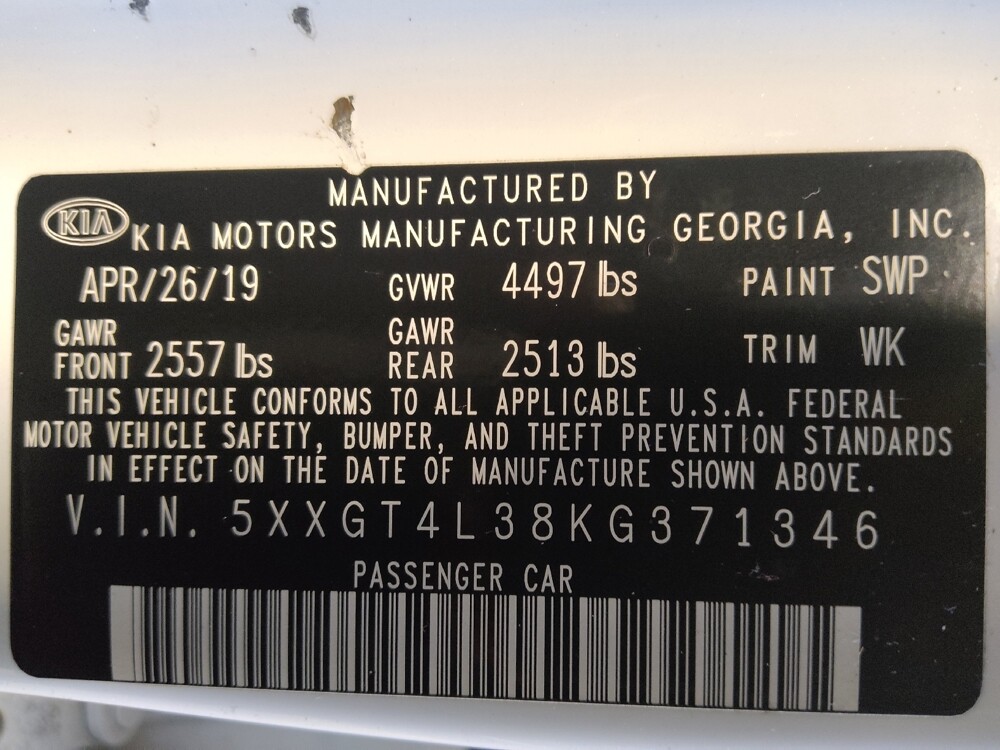 MANUFACTURED BY
KIA KIA MOTORS MANUFACTURING GEORGIA, INC.
APR/26/19 GVWR 4497 lbs PAINT SWP
GAWR FRONT 2557 lbs GAWR REAR 2513 lbs TRIM WK
THIS VEHICLE CONFORMS TO ALL APPLICABLE U.S.A. FEDERAL
MOTOR VEHICLE SAFETY, BUMPER, AND THEFT PREVENTION STANDARDS
IN EFFECT ON THE DATE OF MANUFACTURE SHOWN ABOVE.
V.I.N. 5XXGT4L38KG371346
PASSENGER CAR